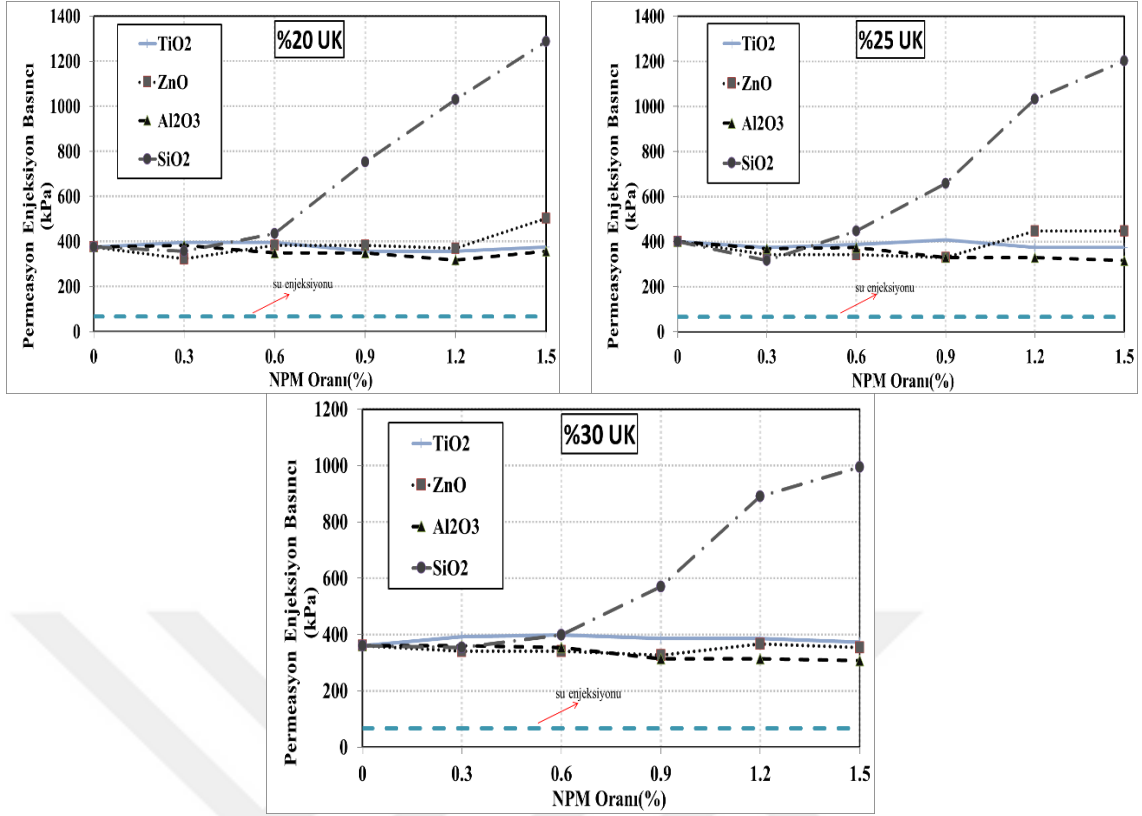 %20 UK
TiO2
ZnO
Al2O3
SiO2
1400
1200
1000
800
600
400
200
0
Permeasyon Enjeksiyon Basıncı
(kPa)
su enjeksiyonu
0 0.3 0.6 0.9 1.2 1.5
NPM Oranı(%)
%25 UK
TiO2
ZnO
Al2O3
SiO2
1400
1200
1000
800
600
400
200
0
Permeasyon Enjeksiyon Basıncı
(kPa)
su enjeksiyonu
0 0.3 0.6 0.9 1.2 1.5
NPM Oranı(%)
%30 UK
TiO2
ZnO
Al2O3
SiO2
1200
1000
800
600
400
200
0
Permeasyon Enjeksiyon Basıncı
(kPa)
su enjeksiyonu
0 0.3 0.6 0.9 1.2 1.5
NPM Oranı(%)